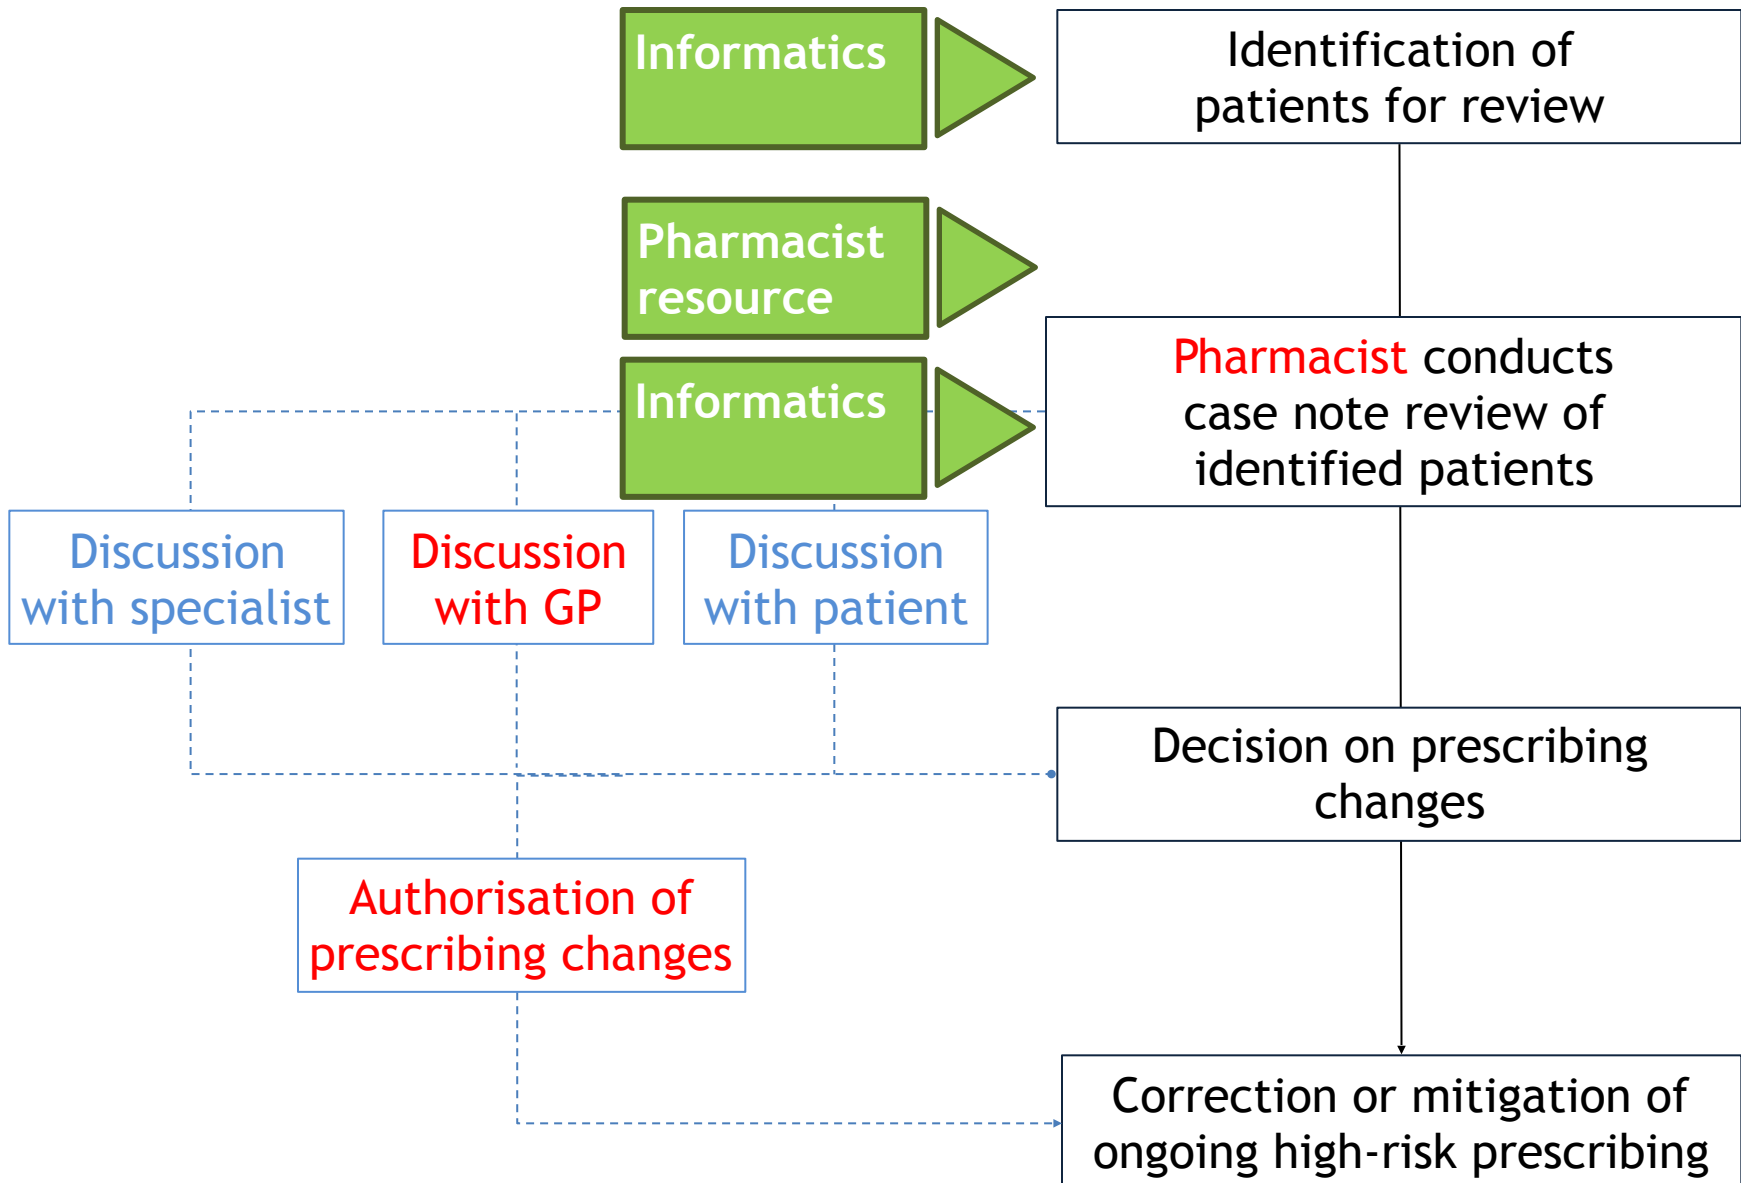 Informatics
Identification of
patients for review
Pharmacist
resource
Informatics
Pharmacist conducts
case note review of
identified patients
Discussion
with specialist
Discussion
with GP
Discussion
with patient
Decision on prescribing
changes
Authorisation of
prescribing changes
Correction or mitigation of
ongoing high-risk prescribing